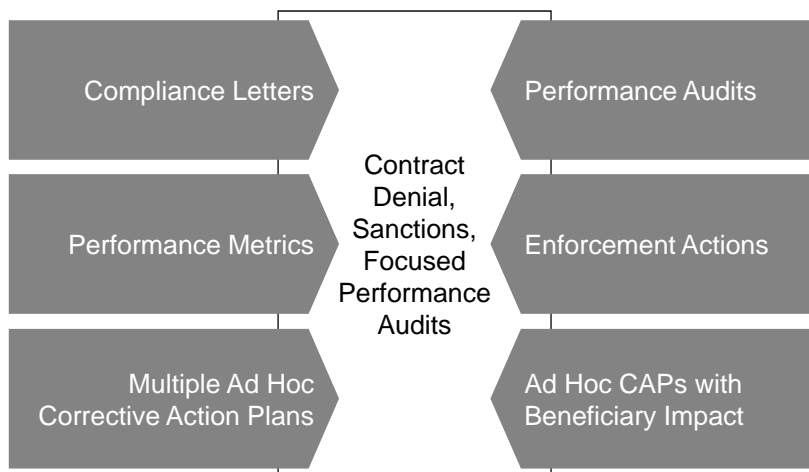 Compliance Letters
Performance Audits
Contract
Denial,
Sanctions,
Focused
Performance
Audits
Performance Metrics
Enforcement Actions
Multiple Ad Hoc
Corrective Action Plans
Ad Hoc CAPs with
Beneficiary Impact